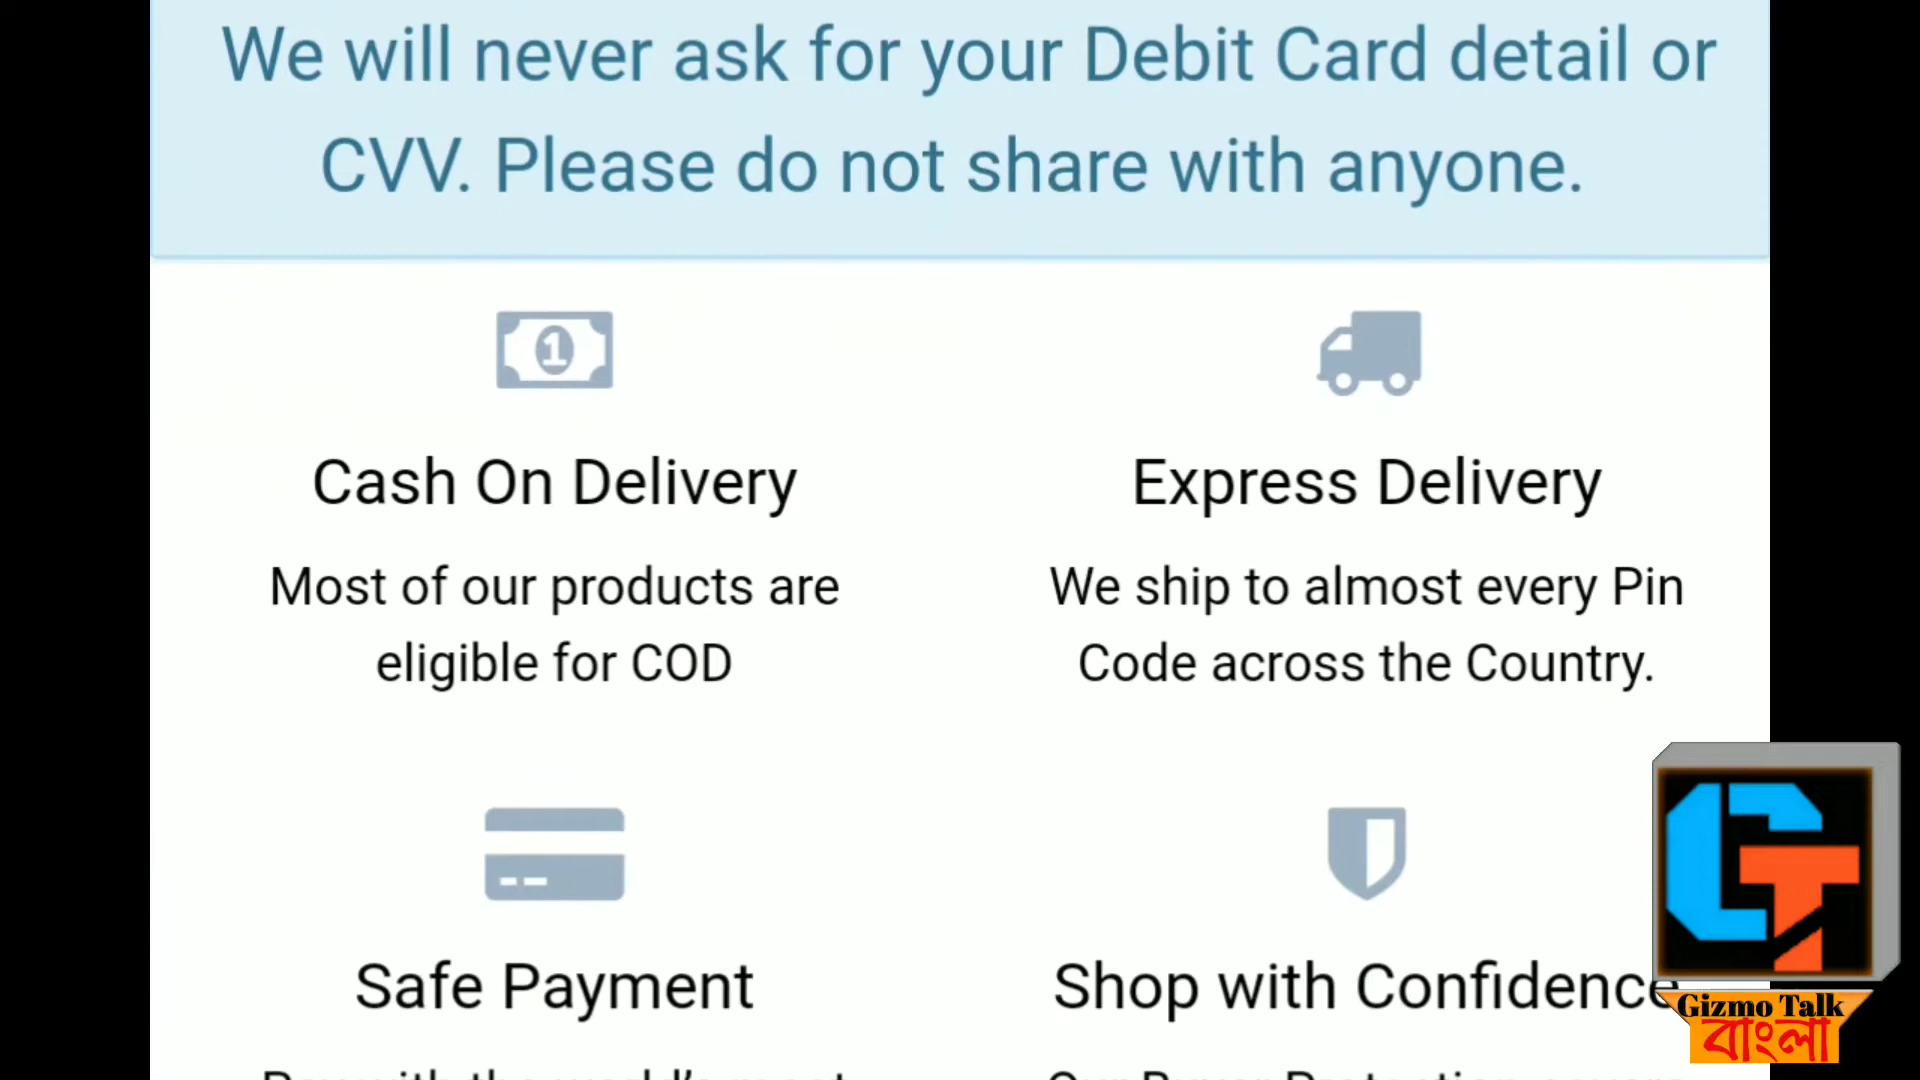 We will never ask for your Debit Card detail or
CVV. Please do not share with anyone.
1
Cash On Delivery
Most of our products are
eligible for COD
Express Delivery
We ship to almost every Pin
Code across the Country.
Safe Payment
Shop with Confidence
GT
Gizmo Talk
বাংলা